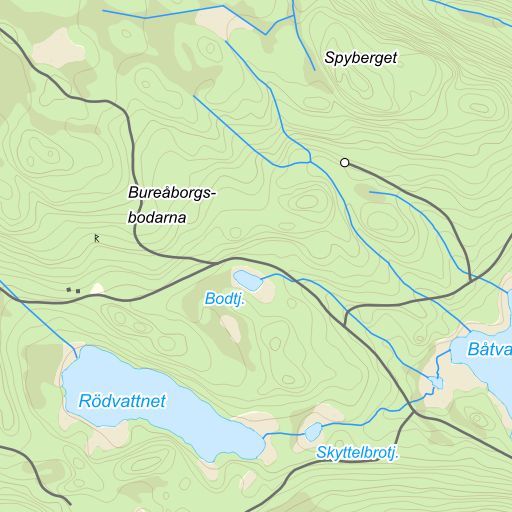 Spyberget
Bureåborgs-
bodarna
Bodtj.
Båtva
Rödvattnet
Skyttelbrotj.